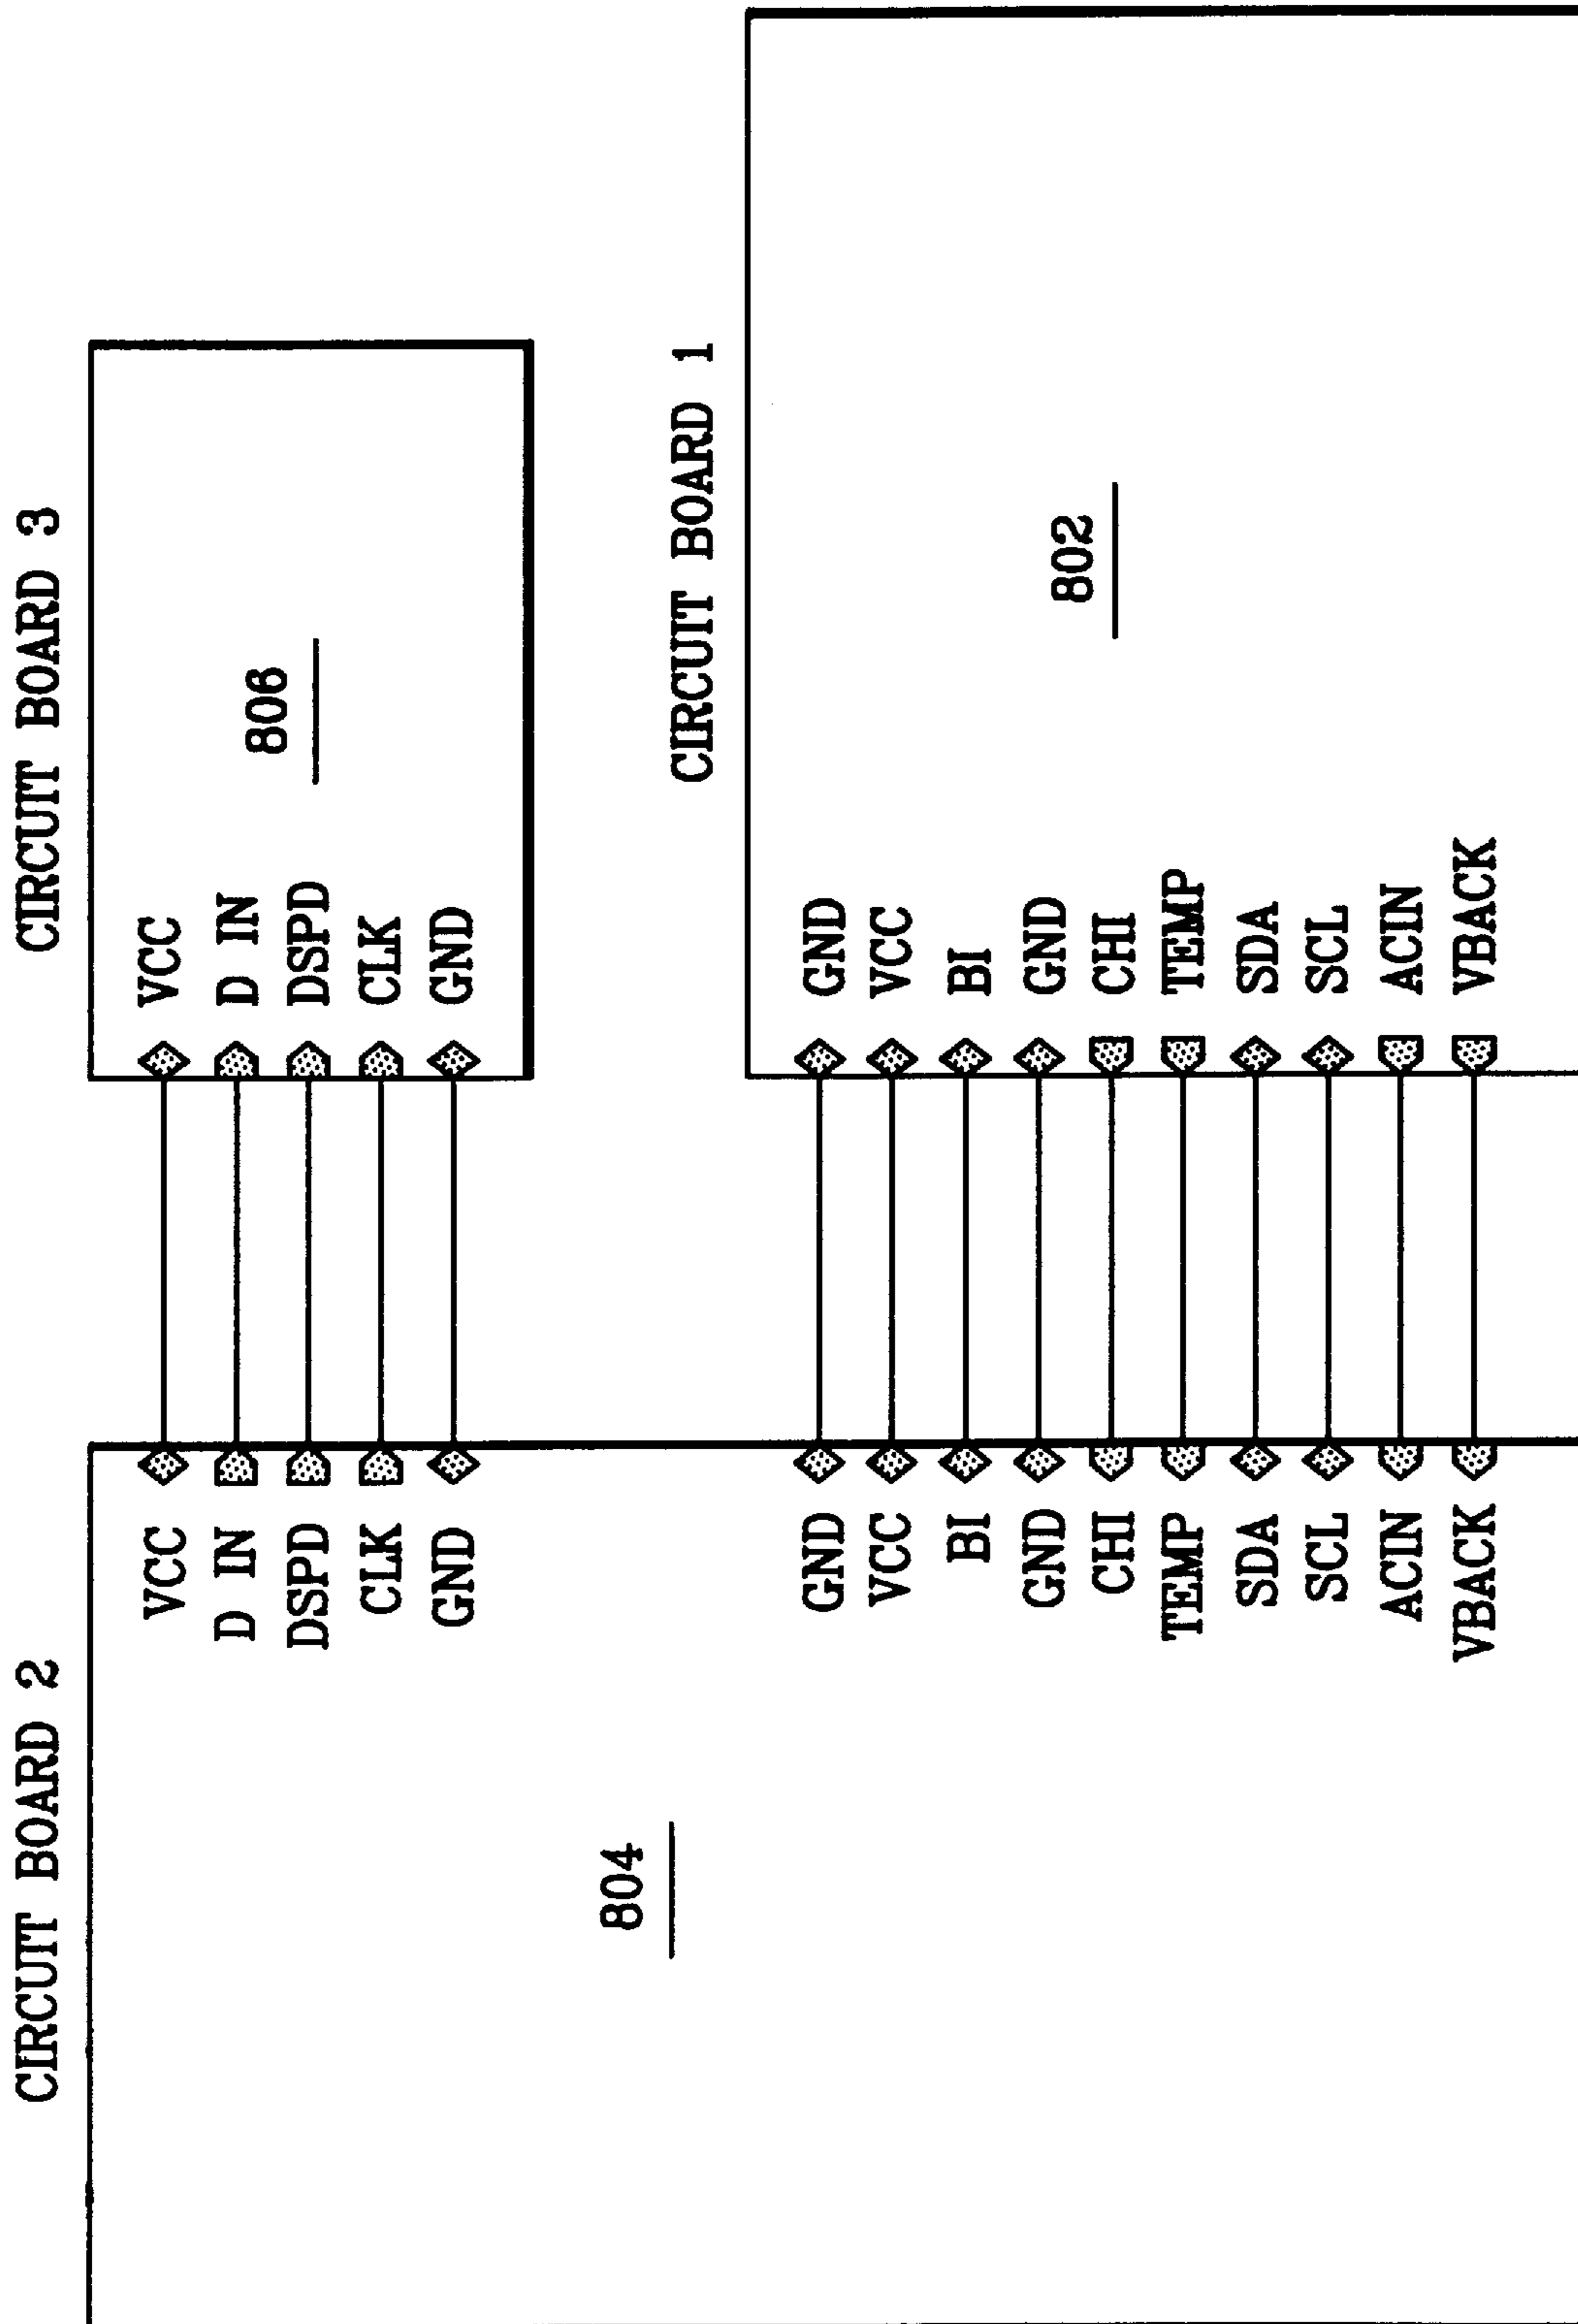 CIRCUIT BOARD 2
VCC
D IN
DSPD
CLK
GND
804
GND
VCC
BI
GND
CHI
TEMP
SDA
SCL
ACIN
VBACK
CIRCUIT BOARD 3
VCC
D IN
DSPD
CLK
GND
806
CIRCUIT BOARD 1
GND
VCC
BI
GND
CHI
TEMP
SDA
SCL
ACIN
VBACK
802